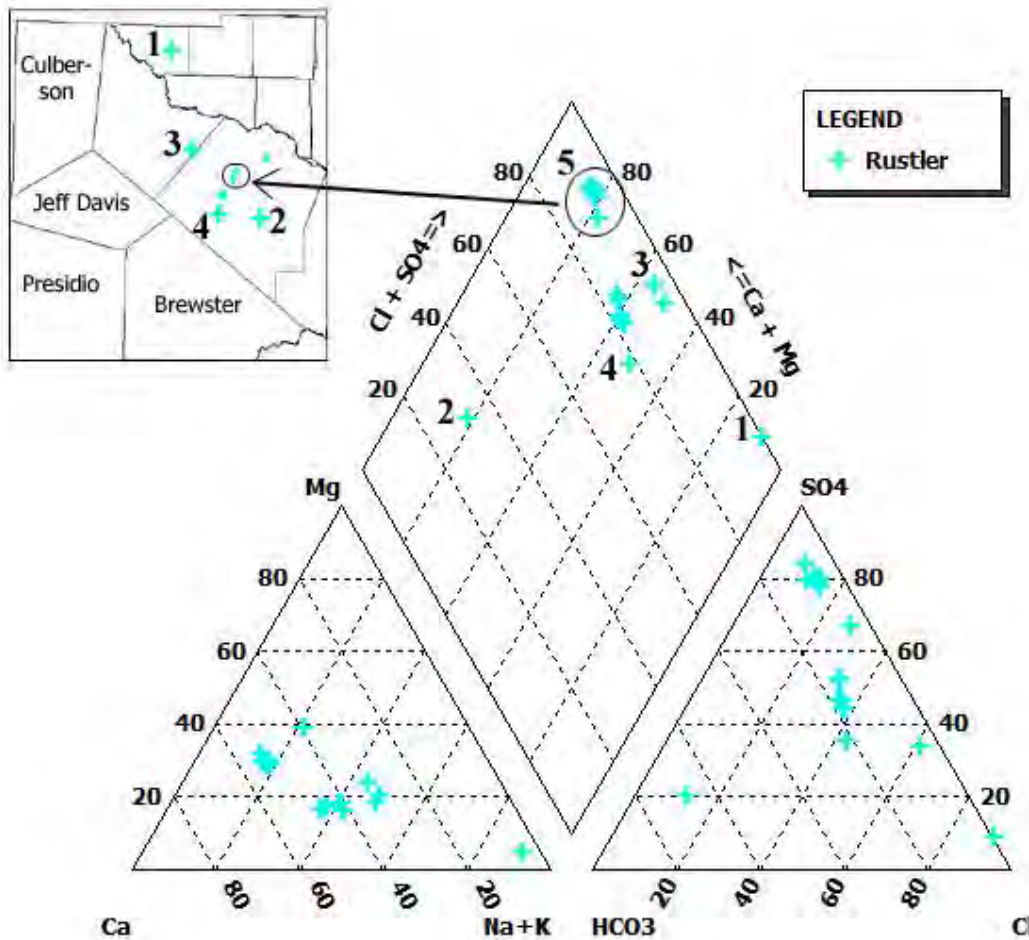 1
Culber-
son
3
Jeff Davis
4
2
Presidio
Brewster
LEGEND
Rustler
5
80
80
60
60
3
Cl + SO4=>
<=Ca + Mg
40
40
4
20
20
2
1
Mg
SO4
80
80
60
60
40
40
20
20
80
60
40
20
20
40
60
80
Ca
Na+K
HCO3
Cl